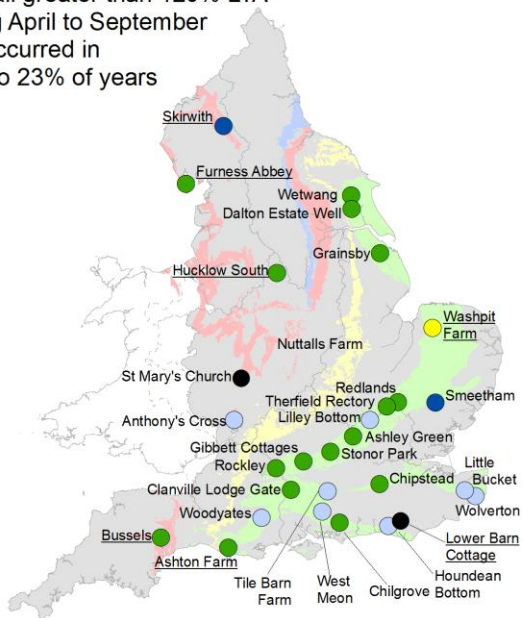 greater than 120% LTA
April to September
occurred in
23% of years
Skirwith
Furness Abbey
Wetwang
Dalton Estate Well
Grainsby
Hucklow South
Washpit
Farm
Nuttalls Farm
St Mary's Church
Redlands
Therfield Rectory
Smeetham
Anthony's Cross
Lilley Bottom
Ashley Green
Gibbett Cottages
Stonor Park
Rockley
Little
Bucket
Chipstead
Clanville Lodge Gate
Wolverton
Woodyates
Bussels
Lower Barn
Cottage
Ashton Farm
Houndean
Bottom
Tile Barn
Farm
West
Meon
Chilgrove